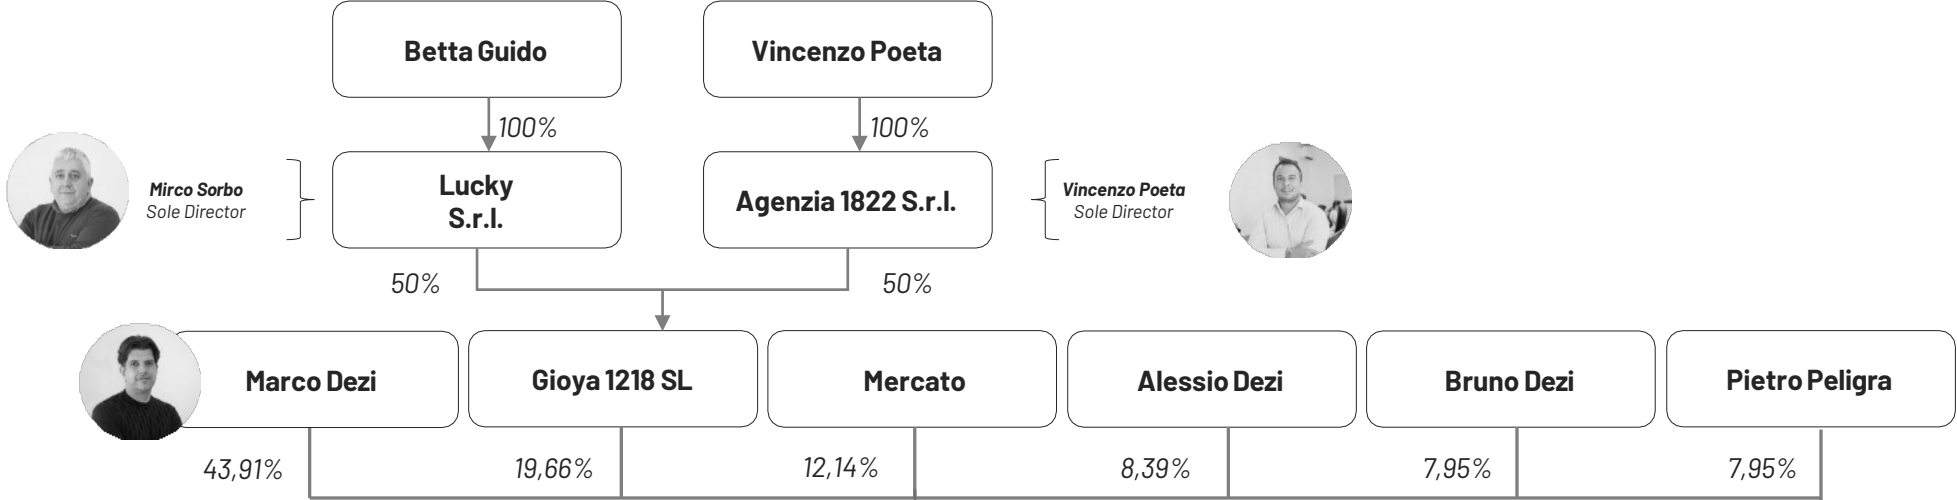 Betta Guido
Vincenzo Poeta
100%
100%
Mirco Sorbo
Sole Director
Lucky
S.r.l.
Agenzia 1822 S.r.l.
Vincenzo Poeta
Sole Director
50%
50%
Marco Dezi
Gioya 1218 SL
Mercato
Alessio Dezi
Bruno Dezi
Pietro Peligra
43,91%
19,66%
12,14%
8,39%
7,95%
7,95%